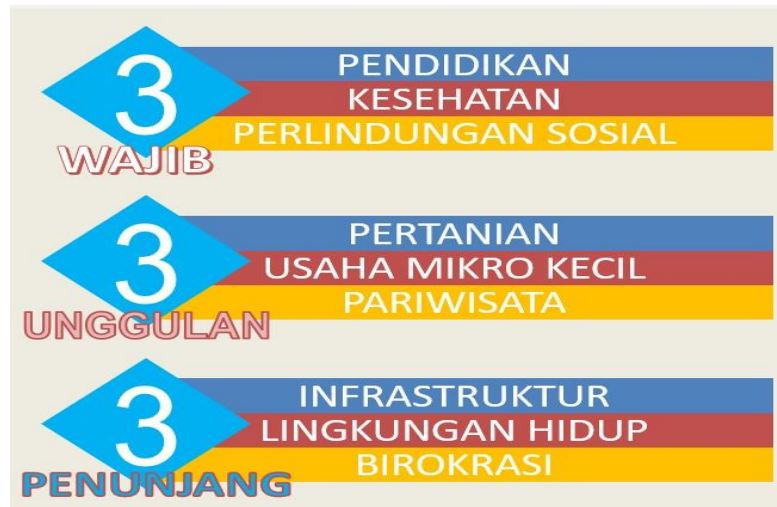 3
WAJIB
PENDIDIKAN
KESEHATAN
PERLINDUNGAN SOSIAL
3
UNGGULAN
PERTANIAN
USAHA MIKRO KECIL
PARIWISATA
3
PENUNJANG
INFRASTRUKTUR
LINGKUNGAN HIDUP
BIROKRASI